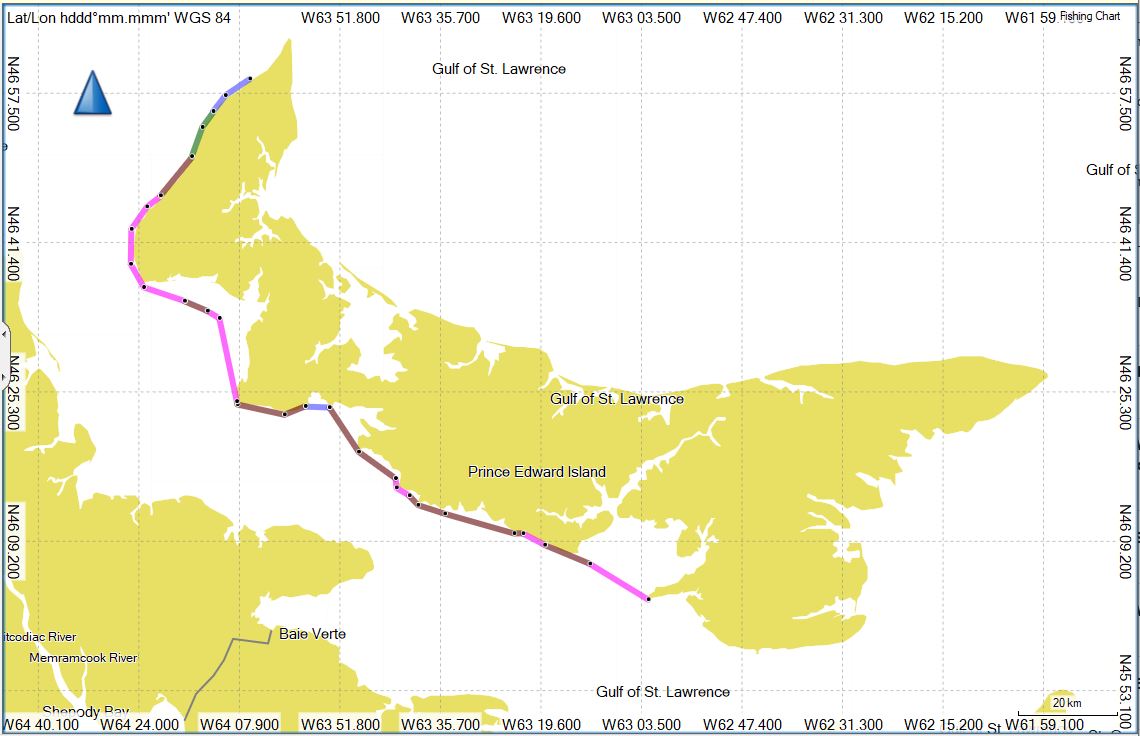 Lat/Lon hddd°mm.mmm' WGS 84
W63 51.800
W63 35.700
W63 19.600
W63 03.500
W62 47.400
W62 31.300
W62 15.200
W61 59.
Fishing Chart
N46 57.500
Gulf of St. Lawrence
N46 57.500
Gulf of
N46 41.400
N46 41.400
N46 25.300
Gulf of St. Lawrence
N46 25.300
Prince Edward Island
N46 09.200
N46 09.200
itcodiac River
Baie Verte
Memramcook River
Gulf of St. Lawrence
N45 53.100
Shepody Bay
20 km
W64 40.100
W64 24.000
W64 07.900
W63 51.800
W63 35.700
W63 19.600
W63 03.500
W62 47.400
W62 31.300
W62 15.200
W61 59.100
St.